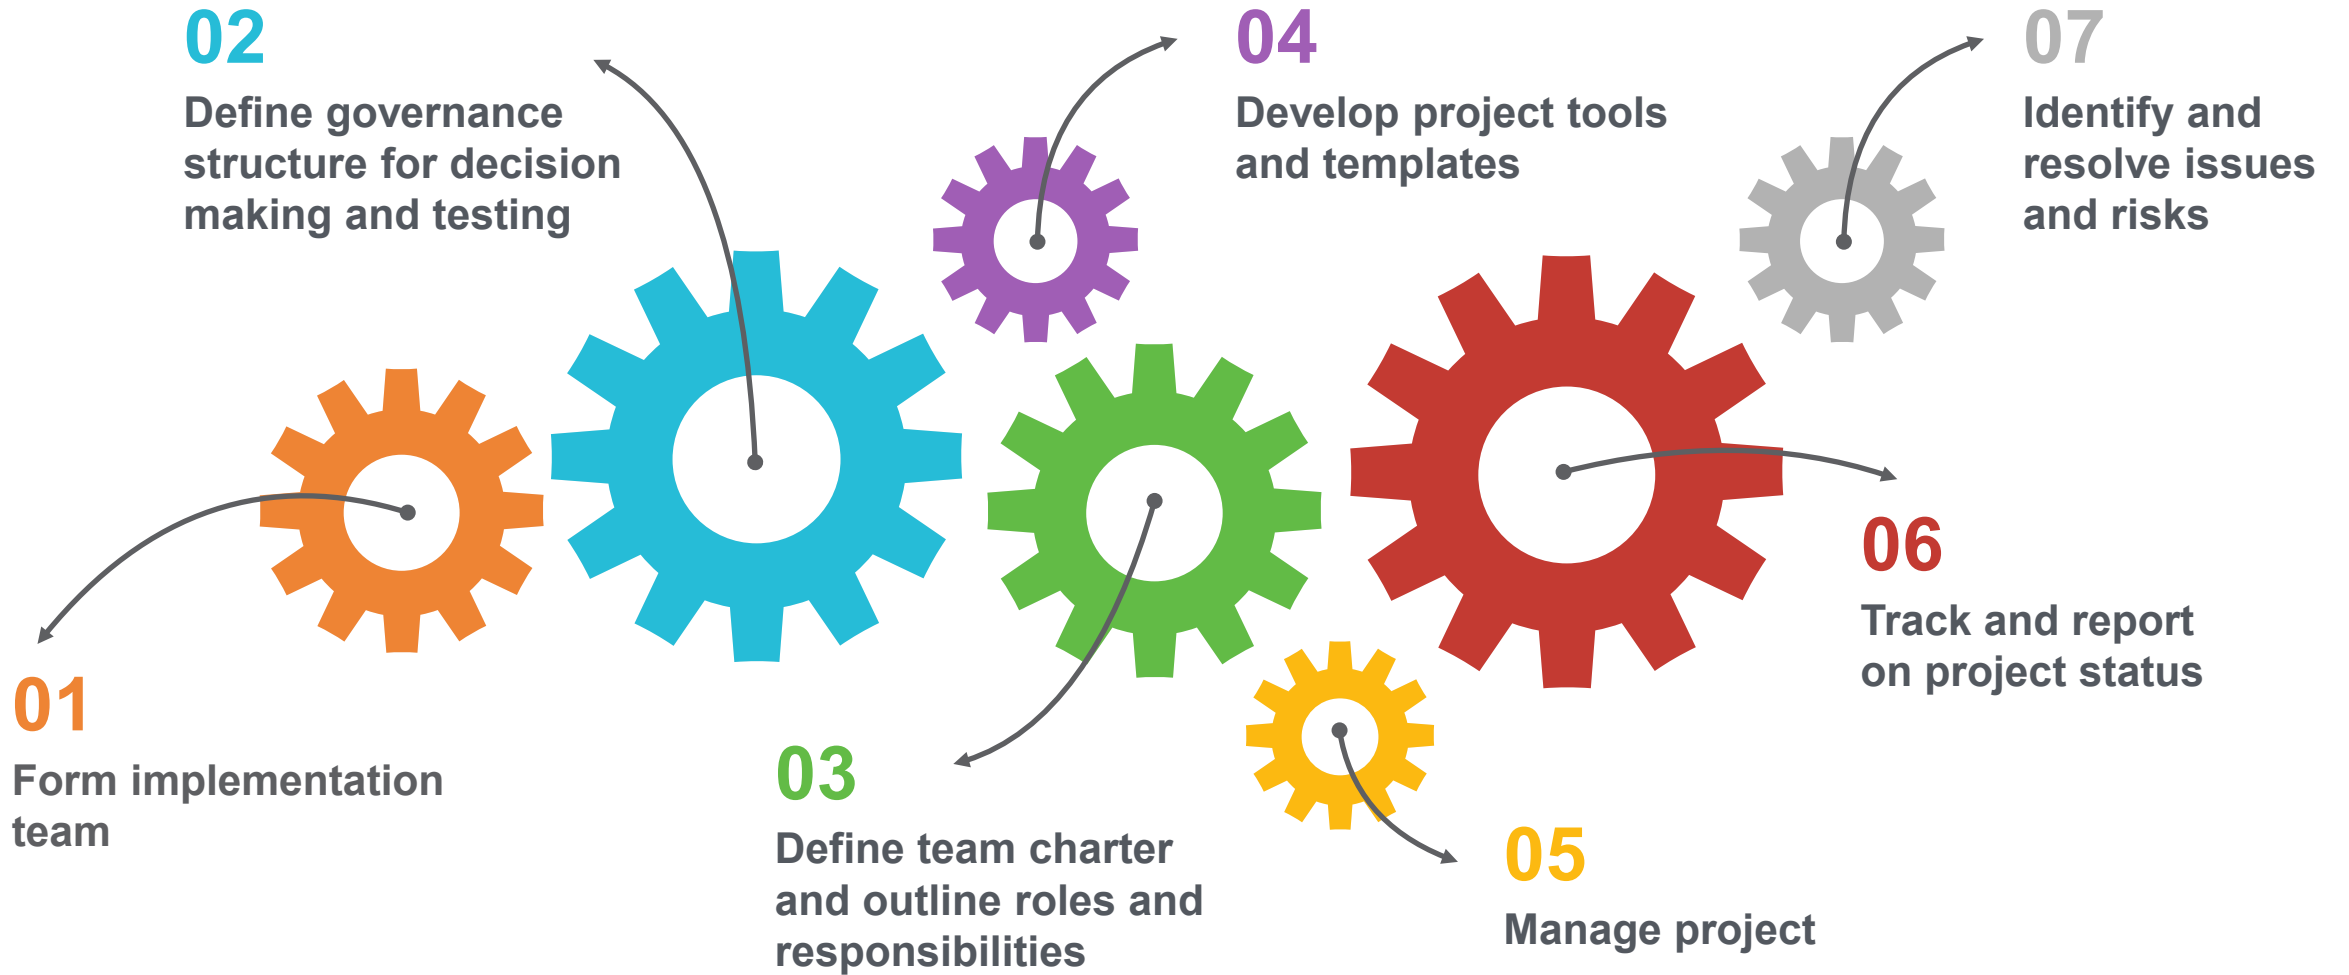 01
Form implementation
team
02
Define governance
structure for decision
making and testing
03
Define team charter
and outline roles and
responsibilities
04
Develop project tools
and templates
05
Manage project
06
Track and report
on project status
07
Identify and
resolve issues
and risks